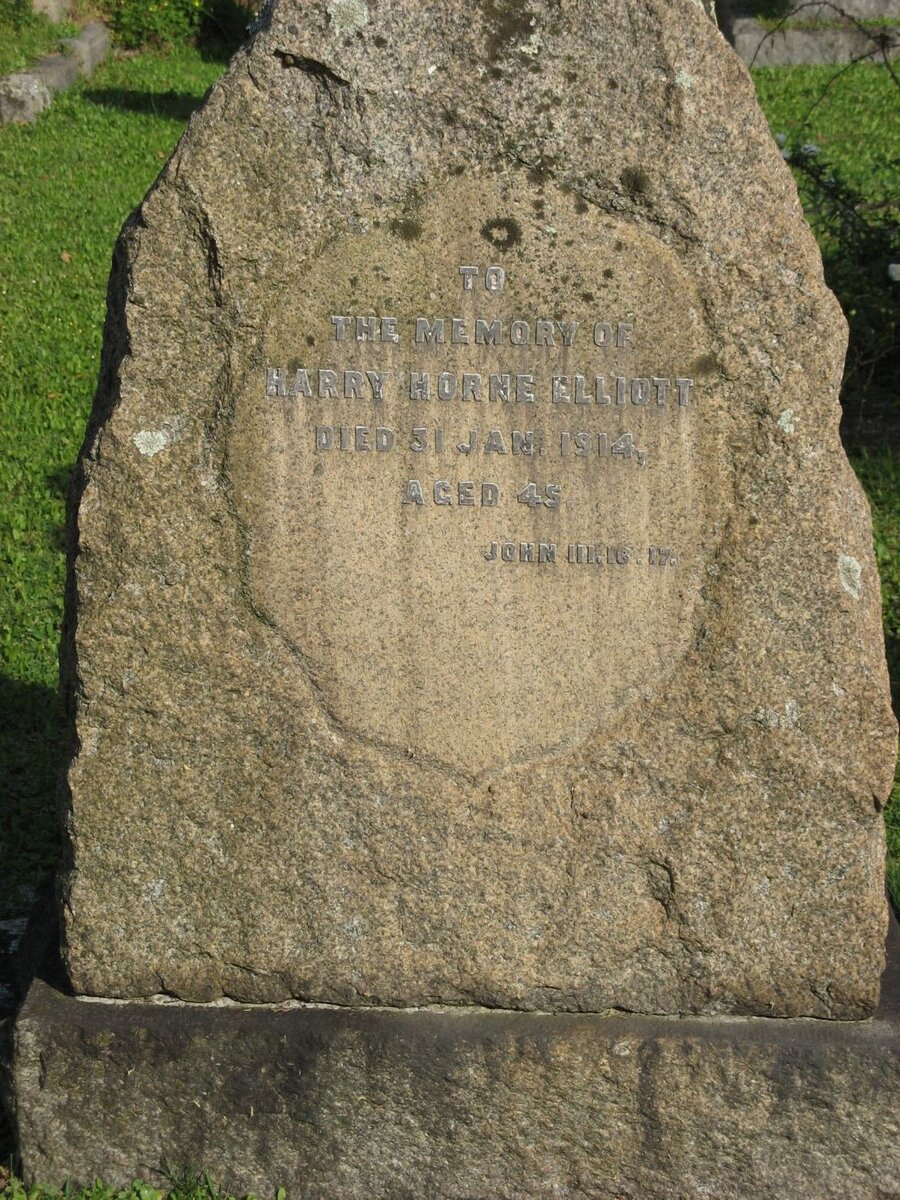 TO
THE MEMORY OF
HARRY HORNE ELLIOTT
DIED 31 JAN. 1914,
AGED 45.
JOHN III.16.17.